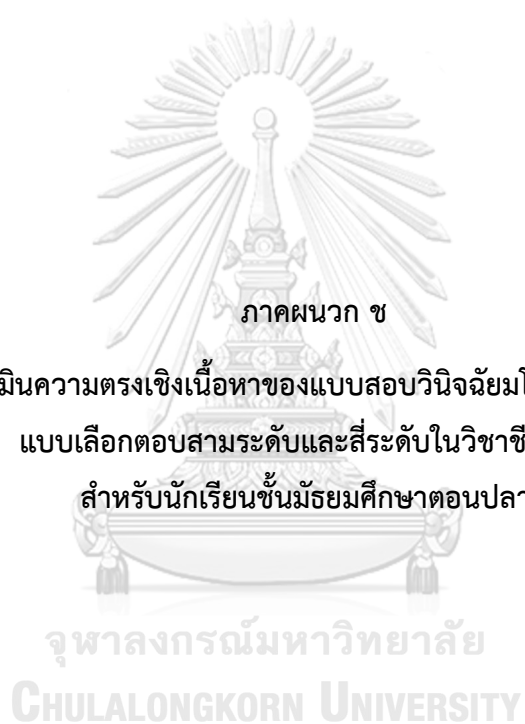 ภาคผนวก ช
มินความตรงเชิงเนื้อหาของแบบสอบวินิจฉัยมโ
แบบเลือกตอบสามระดับและสี่ระดับในวิชาชี
สำหรับนักเรียนชั้นมัธยมศึกษาตอนปลา
จุฬาลงกรณ์มหาวิทยาลัย
CHULALONGKORN UNIVERSITY